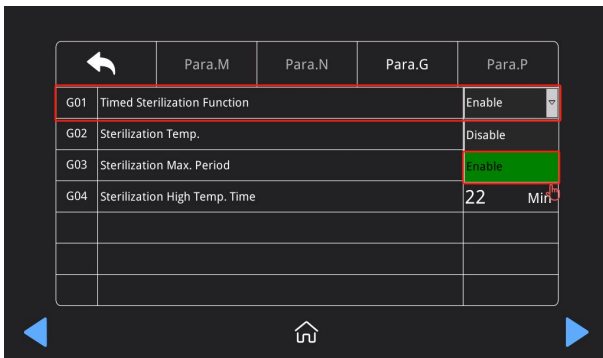 Para.M Para.N Para.G Para.P
G01 Timed Sterilization Function Enable
G02 Sterilization Temp. Disable
G03 Sterilization Max. Period Enable
G04 Sterilization High Temp. Time 22 Min